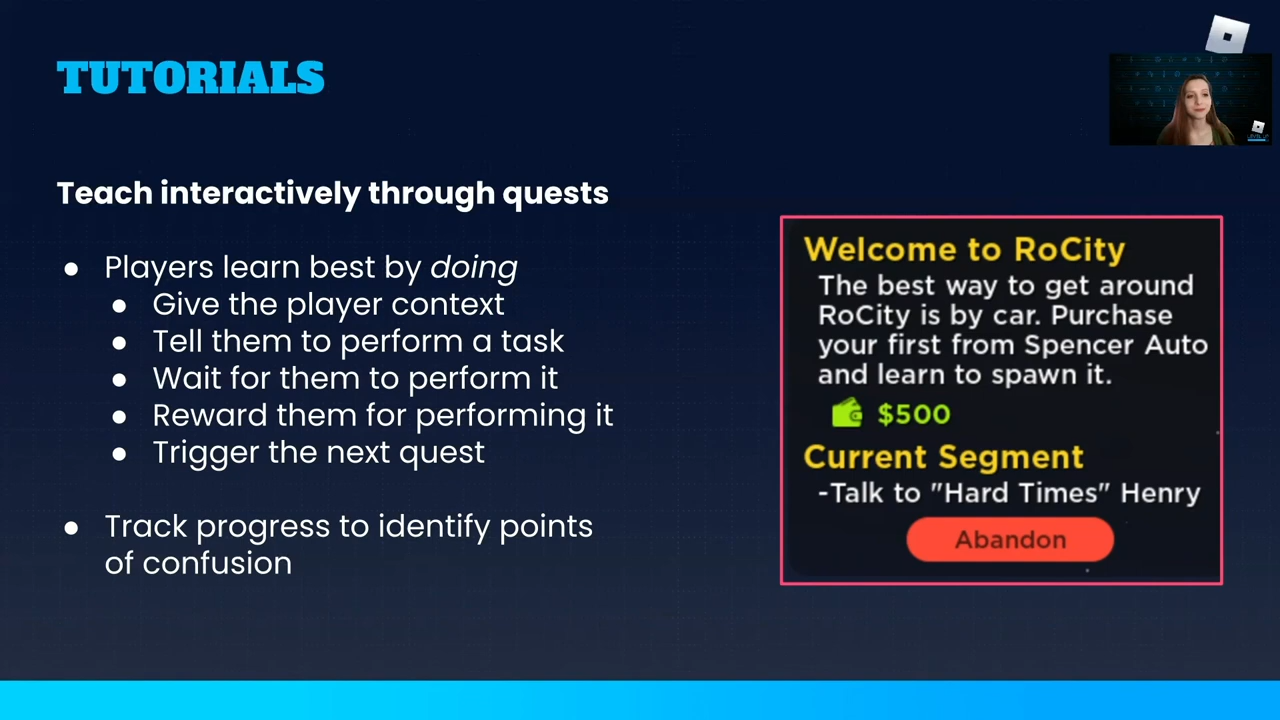 TUTORIALS
Teach interactively through quests
● Players learn best by doing
● Give the player context
● Tell them to perform a task
● Wait for them to perform it
● Reward them for performing it
● Trigger the next quest
● Track progress to identify points
of confusion
Welcome to RoCity
The best way to get around
RoCity is by car. Purchase
your first from Spencer Auto
and learn to spawn it.
$500
Current Segment
-Talk to "Hard Times" Henry
Abandon